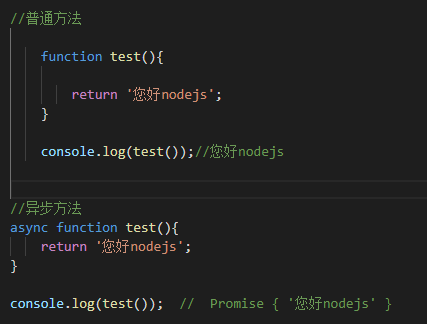 //普通方法
function test(){
return '您好nodejs';
}
console.log(test());//您好nodejs
//异步方法
async function test(){
return '您好nodejs';
}
console.log(test());  //  Promise { '您好nodejs' }